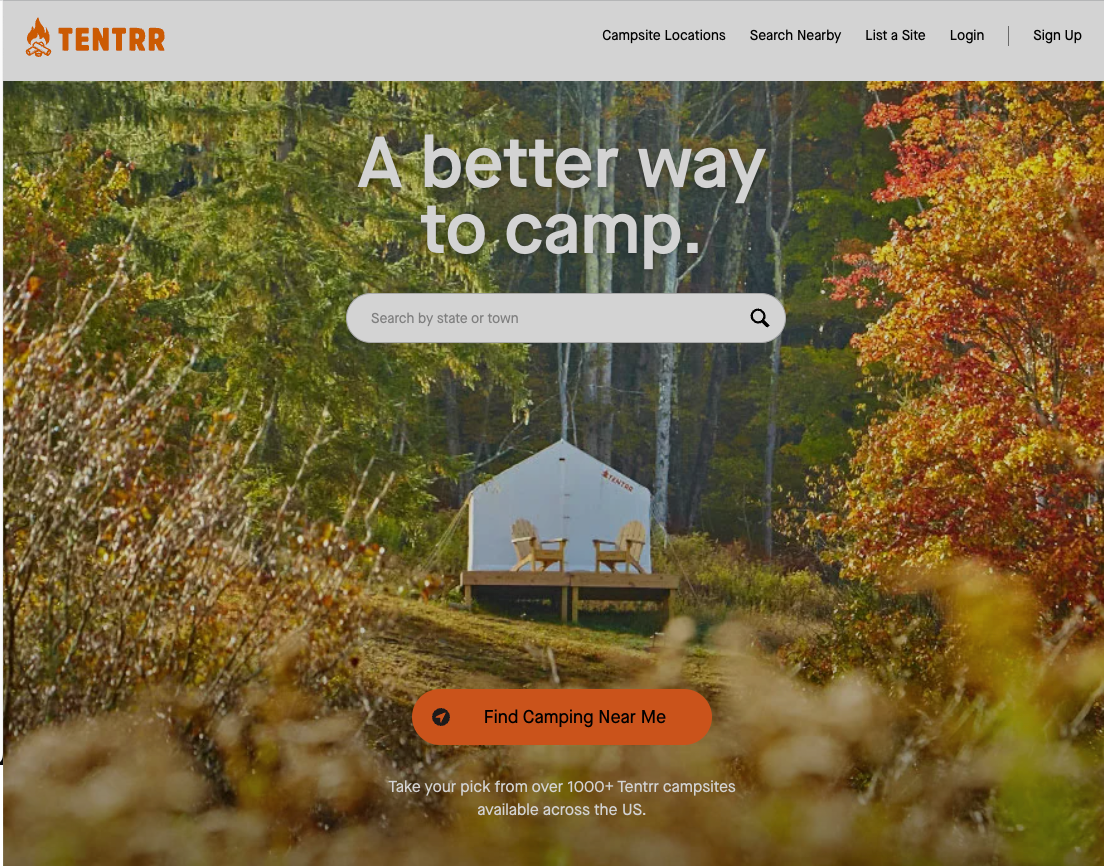 TENTRR
Campsite Locations
Search Nearby
List a Site
Login
Sign Up
A better way
to camp.
Search by state or town
TENTRR
Find Camping Near Me
Take your pick from over 1000+ Tentrr campsites
available across the US.